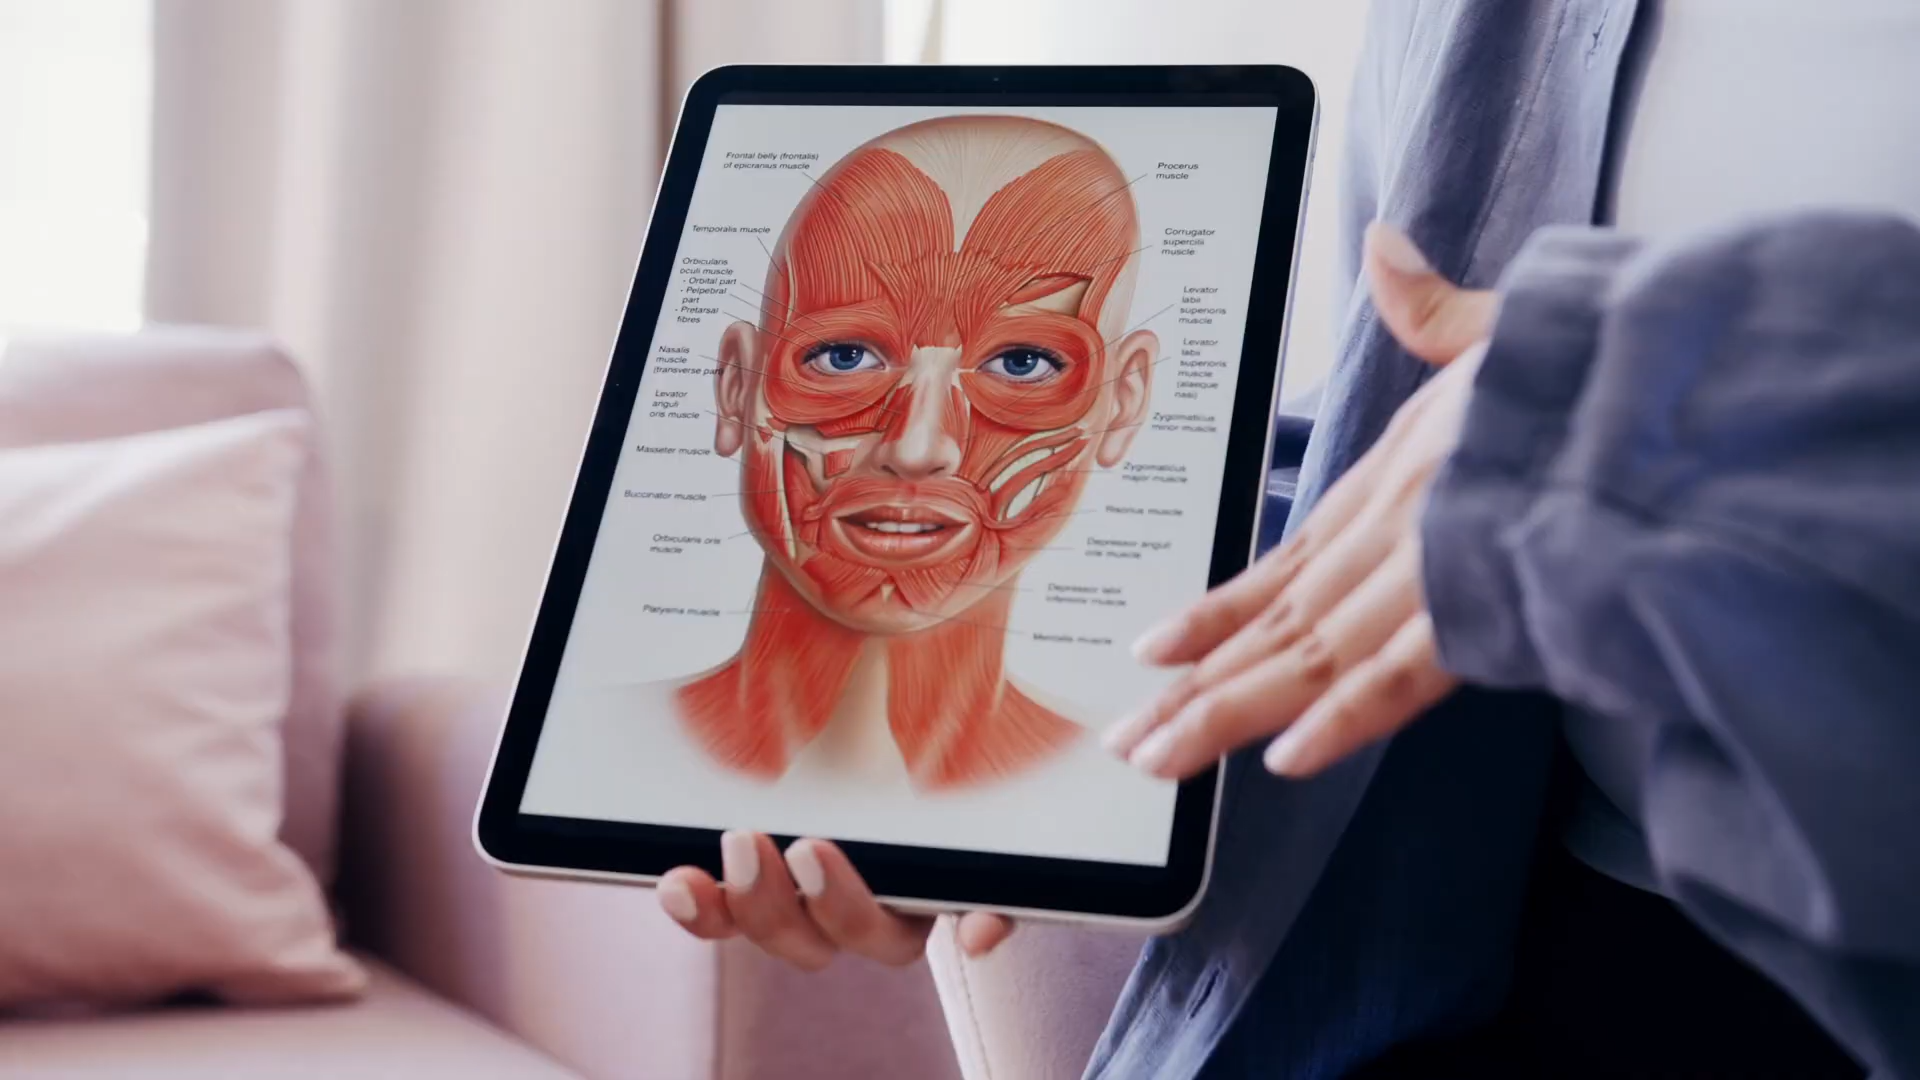 Frontal belly (frontalis)
of epicranius muscle
Temporalis muscle
Orbicularis
oculi muscle
- Orbital part
- Pelpebral
part
- Pretarsal
fibres
Nasalis
muscle
(transverse part)
Levator
anguli
oris muscle
Masseter muscle
Buccinator muscle
Orbicularis oris
muscle
Platysma muscle
Procerus
muscle
Corrugator
supercilii
muscle
Levator
labii
superioris
muscle
Levator
labii
superioris
muscle
(alaeque
nasi)
Zygomaticus
minor muscle
Zygomaticus
major muscle
Risorius muscle
Depressor anguli
oris muscle
Depressor labii
inferioris muscle
Mentalis muscle